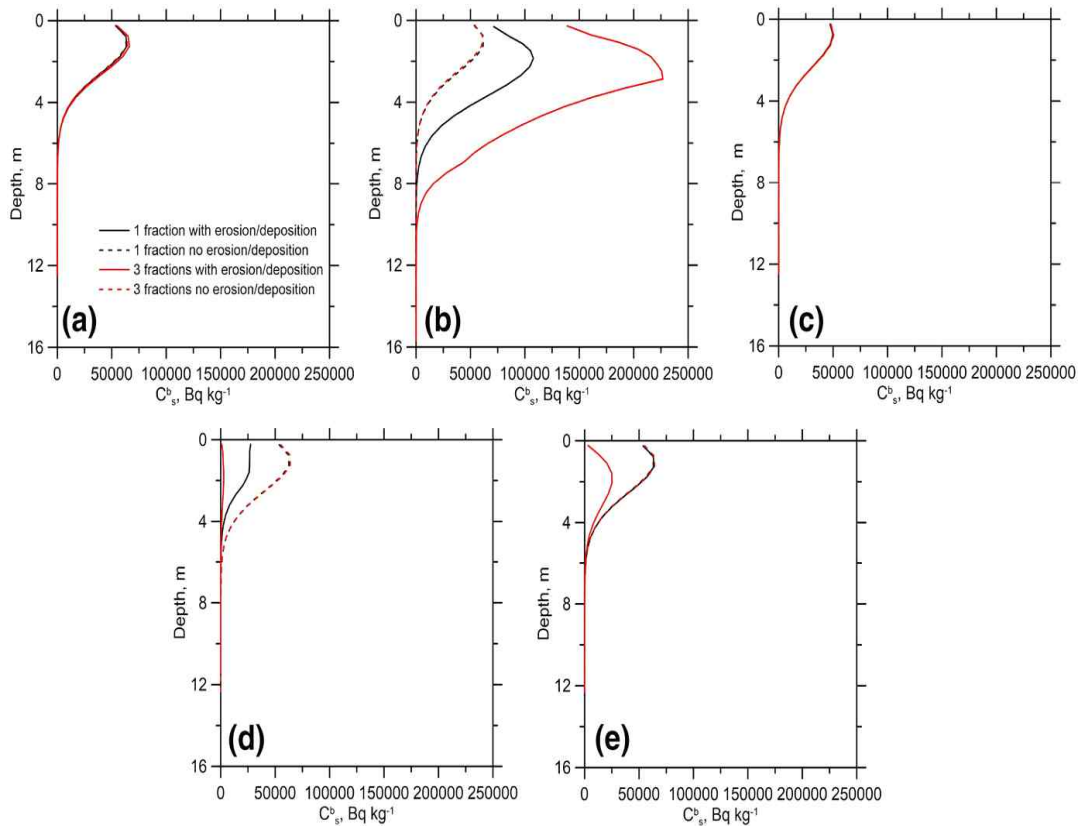 0
4
8
12
16
Depth, m
1 fraction with erosion/deposition
1 fraction no erosion/deposition
3 fractions with erosion/deposition
3 fractions no erosion/deposition
(a)
0 50000 100000 150000 200000 250000
Cᵇₛ, Bq kg⁻¹
0
4
8
12
16
Depth, m
(b)
0 50000 100000 150000 200000 250000
Cᵇₛ, Bq kg⁻¹
0
4
8
12
16
Depth, m
(c)
0 50000 100000 150000 200000 250000
Cᵇₛ, Bq kg⁻¹
0
4
8
12
16
Depth, m
(d)
0 50000 100000 150000 200000 250000
Cᵇₛ, Bq kg⁻¹
0
4
8
12
16
Depth, m
(e)
0 50000 100000 150000 200000 250000
Cᵇₛ, Bq kg⁻¹